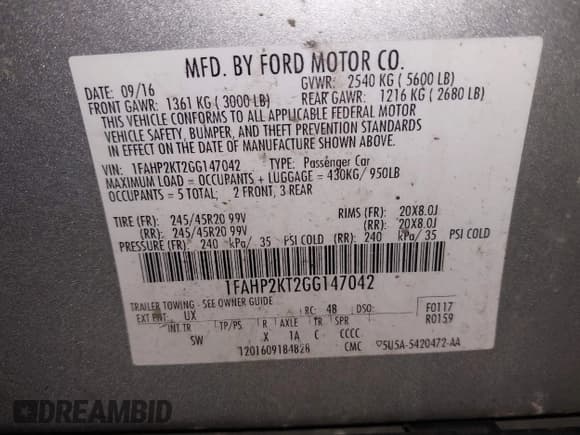 MFD. BY FORD MOTOR CO.
DATE: 09/16 GVWR: 2540 KG ( 5600 LB)
FRONT GAWR: 1361 KG ( 3000 LB) REAR GAWR: 1216 KG ( 2680 LB)
THIS VEHICLE CONFORMS TO ALL APPLICABLE FEDERAL MOTOR
VEHICLE SAFETY, BUMPER, AND THEFT PREVENTION STANDARDS
IN EFFECT ON THE DATE OF MANUFACTURE SHOWN ABOVE.
VIN: 1FAHP2KT2GG147042 TYPE: Passenger Car
MAXIMUM LOAD = OCCUPANTS + LUGGAGE = 430KG/ 950LB
OCCUPANTS = 5 TOTAL; 2 FRONT, 3 REAR
TIRE (FR): 245/45R20 99V RIMS (FR): 20X8.0J
(RR): 245/45R20 99V (RR): 20X8.0J
PRESSURE (FR): 240 kPa/ 35 PSI COLD (RR): 240 kPa/ 35 PSI COLD
1FAHP2KT2GG147042
TRAILER TOWING - SEE OWNER GUIDE
EXT PNT: UX RC: 48 DSO: F0117
INT TR TP/PS R AXLE TR SPR R0159
SW X 1A C CCCC
1201609184828 CMC ♡5U5A-5420472-AA
DREAMBID